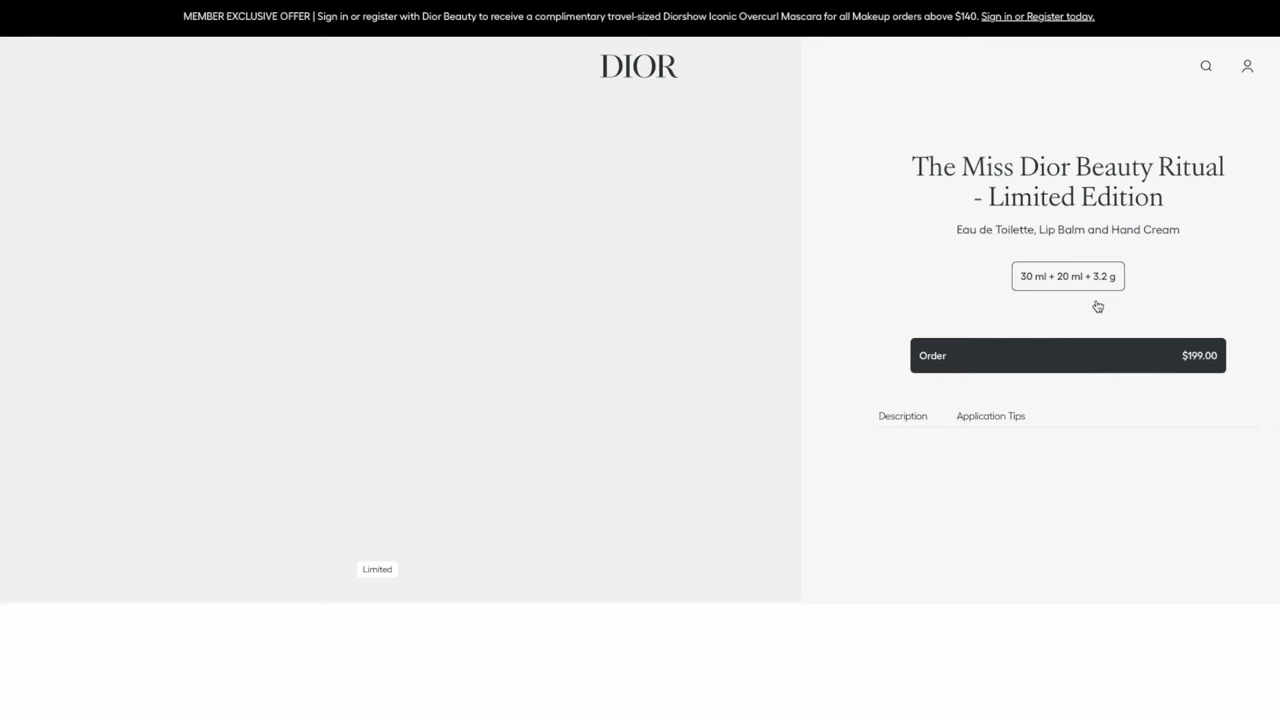 MEMBER EXCLUSIVE OFFER | Sign in or register with Dior Beauty to receive a complimentary travel-sized Diorshow Iconic Overcurl Mascara for all Makeup orders above $140. Sign in or Register today.
DIOR
The Miss Dior Beauty Ritual
- Limited Edition
Eau de Toilette, Lip Balm and Hand Cream
30 ml + 20 ml + 3.2 g
Order $199.00
Description Application Tips
Limited